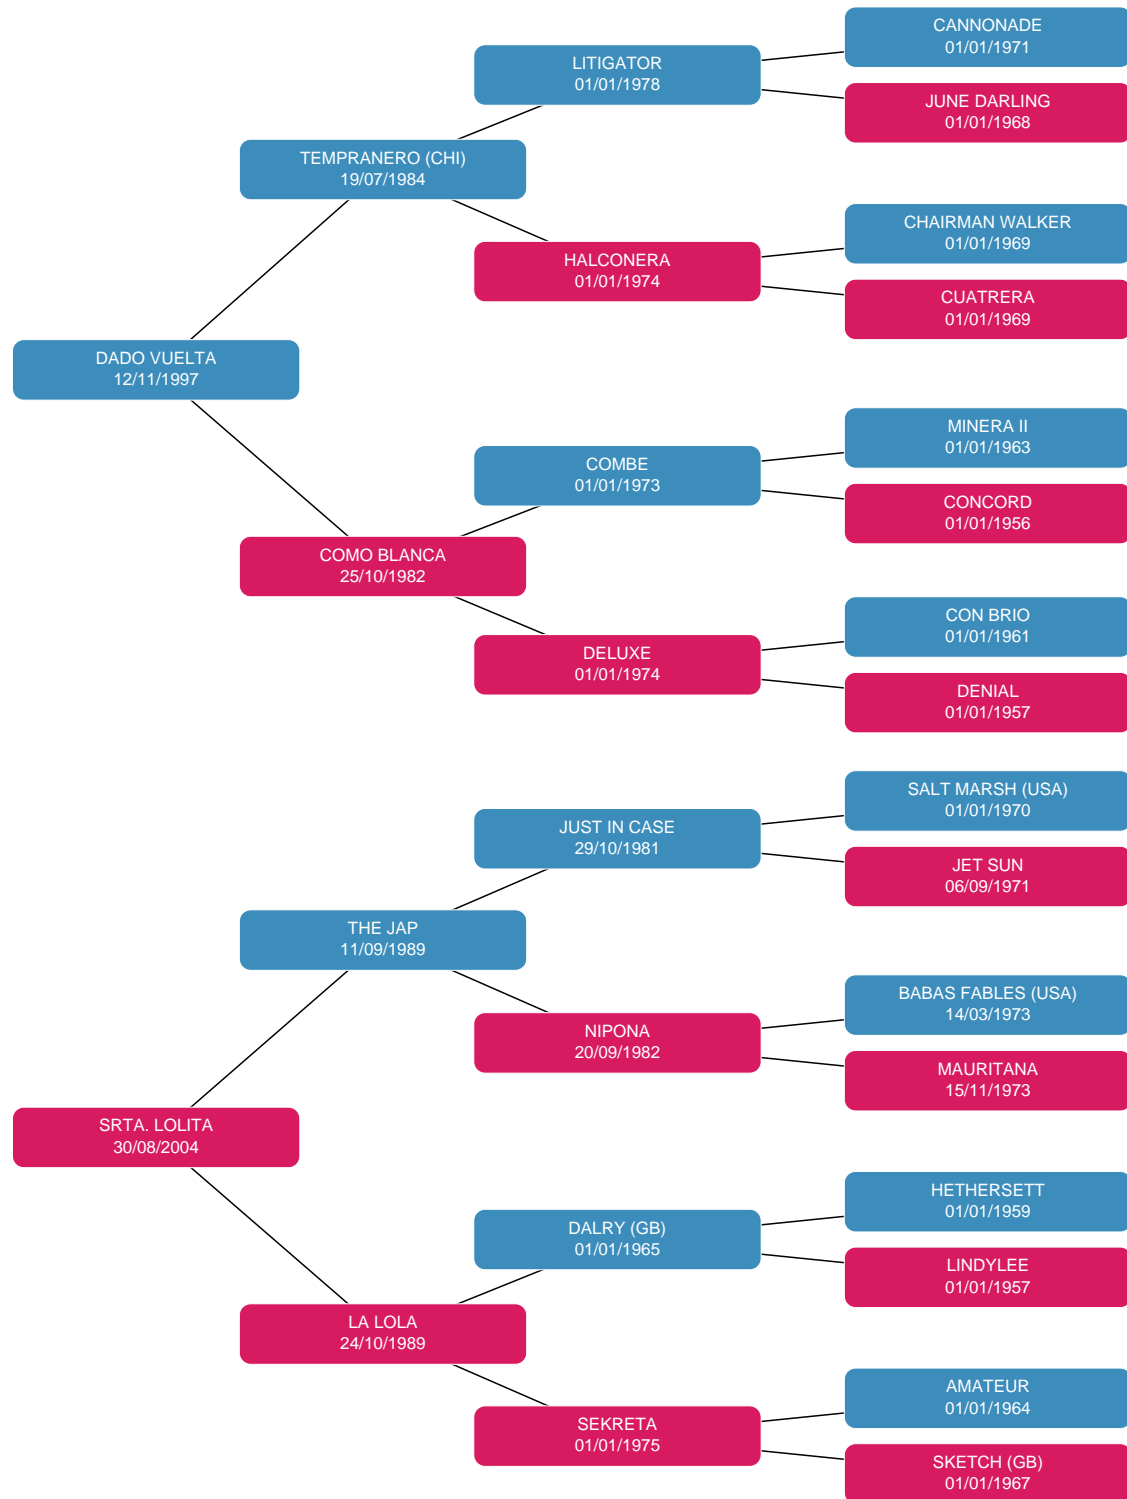 CANNONADE
01/01/1971
LITIGATOR
01/01/1978
JUNE DARLING
01/01/1968
TEMPRANERO (CHI)
19/07/1984
CHAIRMAN WALKER
01/01/1969
HALCONERA
01/01/1974
CUATRERA
01/01/1969
DADO VUELTA
12/11/1997
MINERA II
01/01/1963
COMBE
01/01/1973
CONCORD
01/01/1956
COMO BLANCA
25/10/1982
CON BRIO
01/01/1961
DELUXE
01/01/1974
DENIAL
01/01/1957
SALT MARSH (USA)
01/01/1970
JUST IN CASE
29/10/1981
JET SUN
06/09/1971
THE JAP
11/09/1989
BABAS FABLES (USA)
14/03/1973
NIPONA
20/09/1982
MAURITANA
15/11/1973
SRTA. LOLITA
30/08/2004
HETHERSETT
01/01/1959
DALRY (GB)
01/01/1965
LINDYLEE
01/01/1957
LA LOLA
24/10/1989
AMATEUR
01/01/1964
SEKRETA
01/01/1975
SKETCH (GB)
01/01/1967